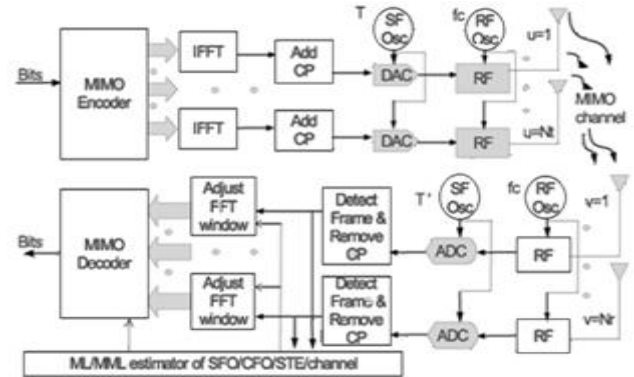 T
SF
Osc.
fc
RF
Osc.
u=1
Bits
MIMO
Encoder
IFFT
Add
CP
DAC
RF
MIMO
channel
IFFT
Add
CP
DAC
RF
u=Nt
Bits
MIMO
Decoder
Adjust
FFT
window
Detect
Frame &
Remove
CP
T'
SF
Osc.
fc
RF
Osc.
v=1
ADC
RF
Adjust
FFT
window
Detect
Frame &
Remove
CP
ADC
RF
v=Nr
ML/MML estimator of SFO/CFO/STE/channel